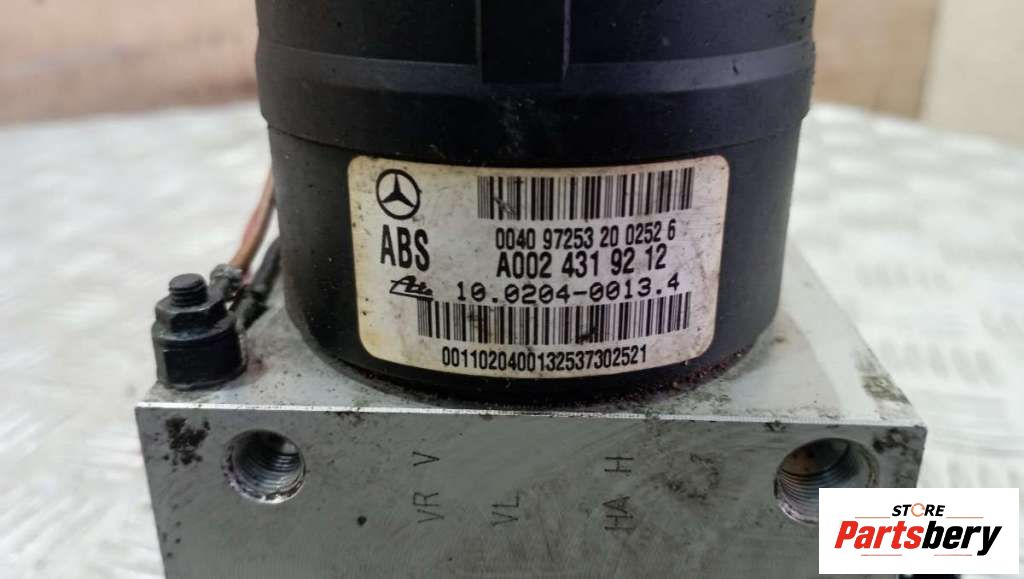 0040 97253 20 0252 6
ABS
A002 431 92 12
Ate 10.0204-0013.4
0011020400132537302521
VR V
VL
HA H
STORE
Partsbery